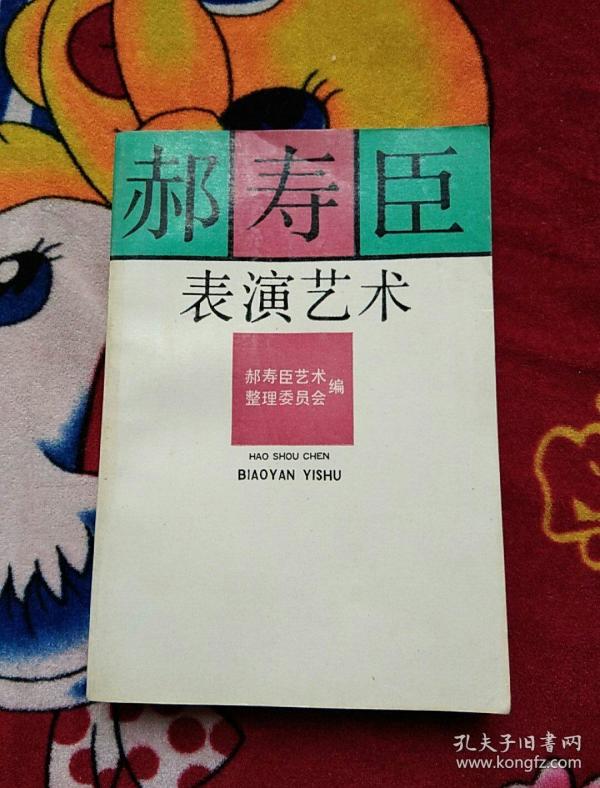 郝寿臣
表演艺术
郝寿臣艺术
整理委员会
编
HAO SHOU CHEN
BIAOYAN YISHU
孔夫子旧書网
www.kongfz.com